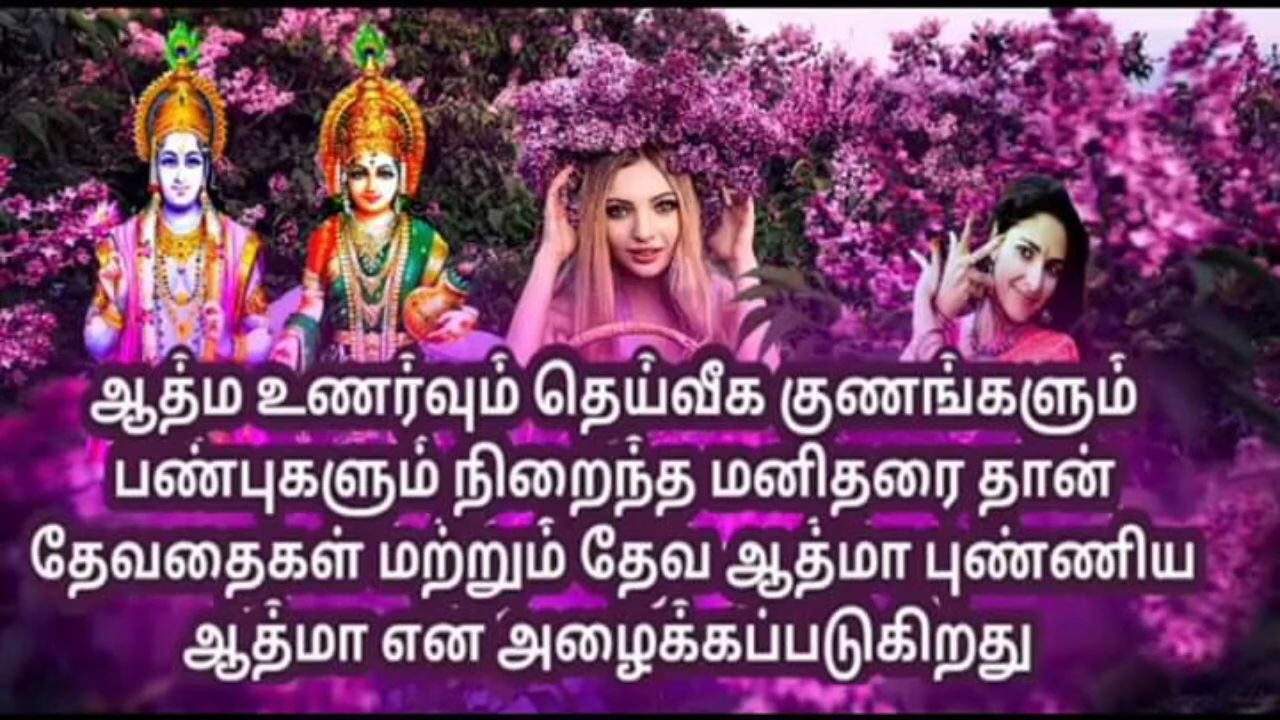 ஆத்ம உணர்வும் தெய்வீக குணங்களும்
பண்புகளும் நிறைந்த மனிதரை தான்
தேவதைகள் மற்றும் தேவ ஆத்மா புண்ணிய
ஆத்மா என அழைக்கப்படுகிறது